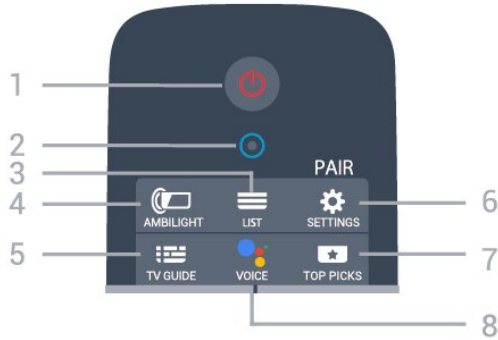 1
2
PAIR
3
4
AMBILIGHT
LIST
SETTINGS
6
5
TV GUIDE
VOICE
TOP PICKS
7
8